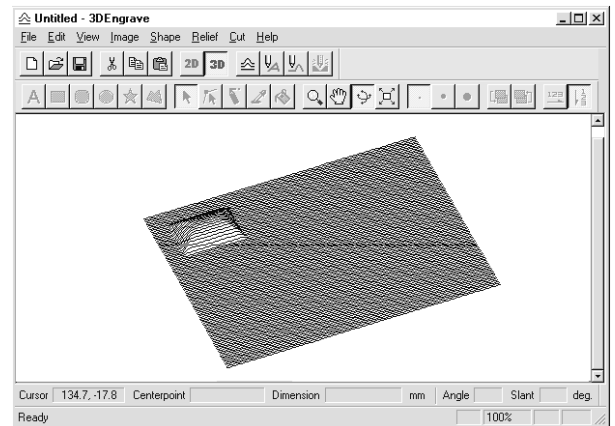 Untitled - 3DEngrave
File Edit View Image Shape Relief Cut Help
2D 3D
A 123
Cursor 134.7, -17.8 Centerpoint Dimension mm Angle Slant deg.
Ready 100%